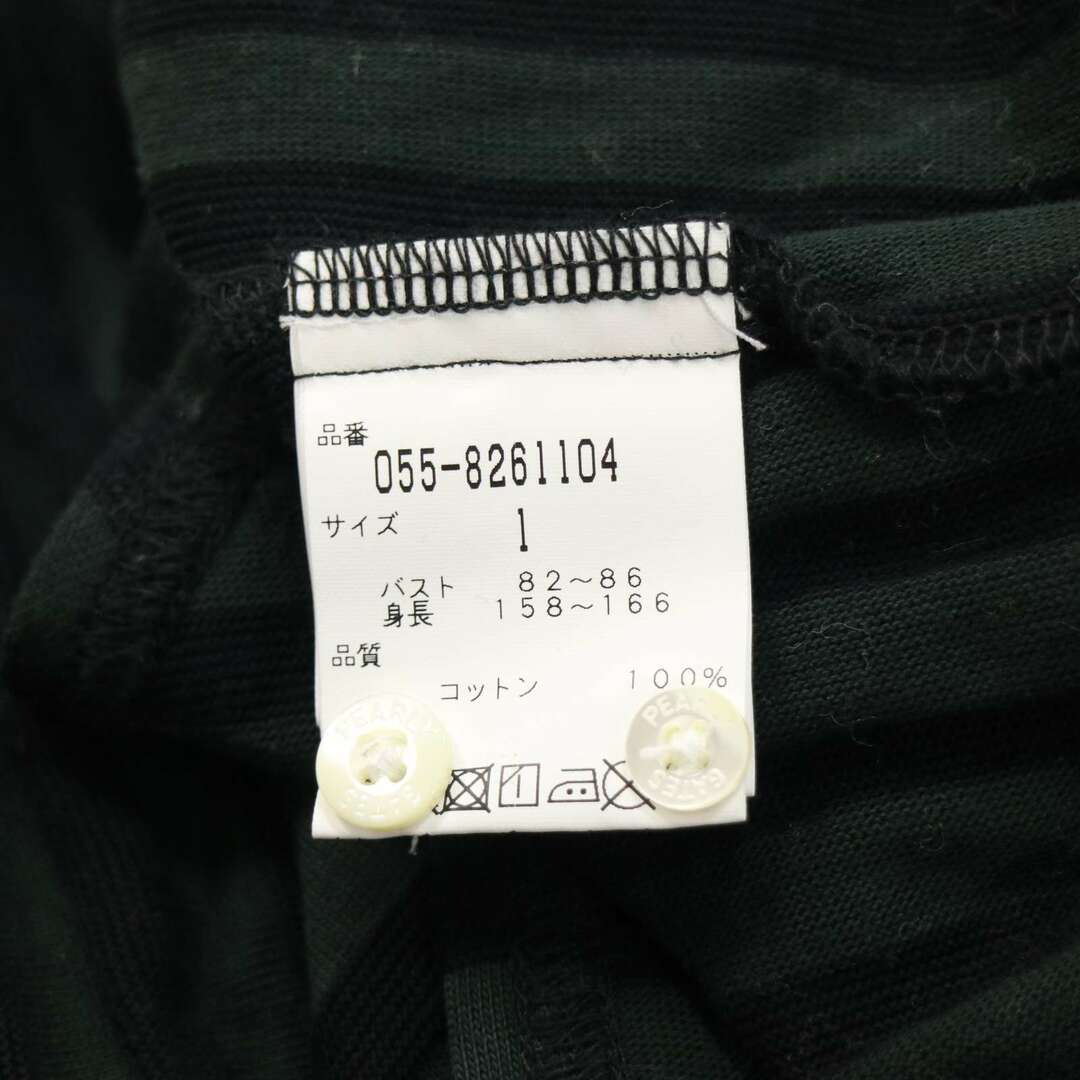 品番
055-8261104
サイズ 1
バスト 82～86
身長 158～166
品質
コットン 100%
PEARLY GATES
PEARLY GATES